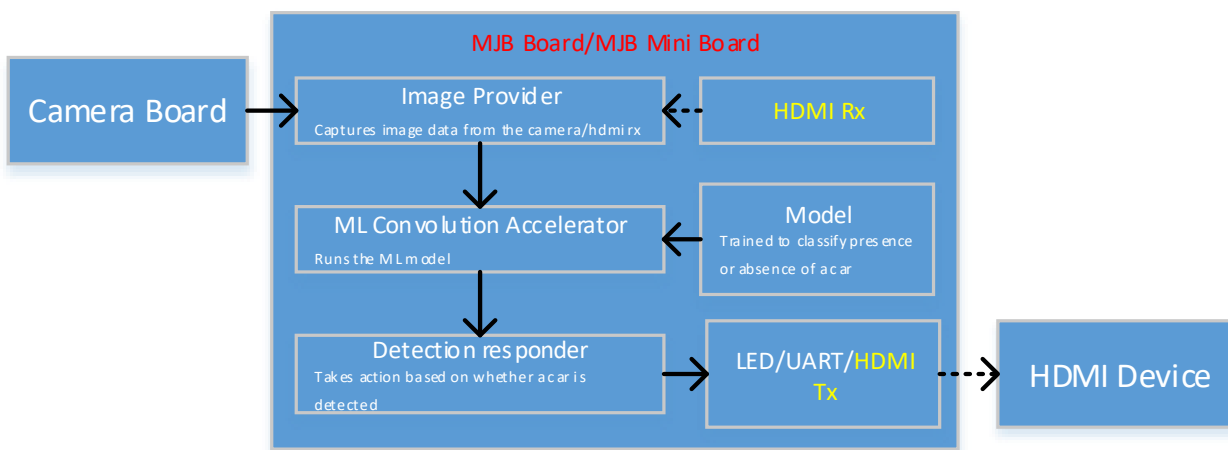 MJB Board/MJB Mini Board
Camera Board
Image Provider
Captures image data from the camera/hdmi rx
HDMI Rx
ML Convolution Accelerator
Runs the ML model
Model
Trained to classify presence
or absence of a car
Detection responder
Takes action based on whether a car is
detected
LED/UART/HDMI
Tx
HDMI Device